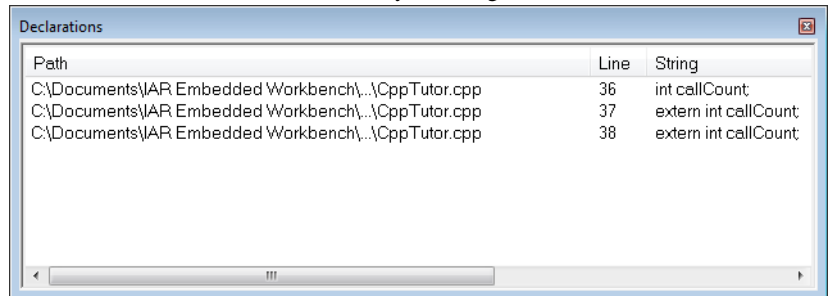 Declarations
Path Line String
C:\Documents\IAR Embedded Workbench\...\CppTutor.cpp 36 int callCount;
C:\Documents\IAR Embedded Workbench\...\CppTutor.cpp 37 extern int callCount;
C:\Documents\IAR Embedded Workbench\...\CppTutor.cpp 38 extern int callCount;